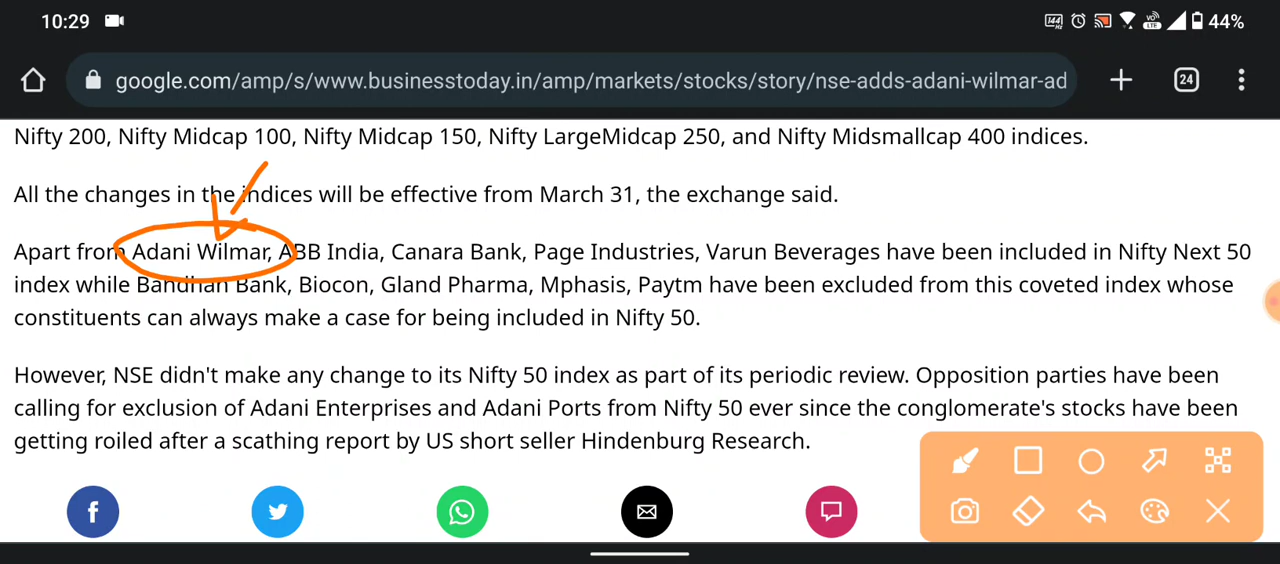 10:29
144 Hz
VO LTE
44%
google.com/amp/s/www.businesstoday.in/amp/markets/stocks/story/nse-adds-adani-wilmar-ad
24
Nifty 200, Nifty Midcap 100, Nifty Midcap 150, Nifty LargeMidcap 250, and Nifty Midsmallcap 400 indices.
All the changes in the indices will be effective from March 31, the exchange said.
Apart from Adani Wilmar, ABB India, Canara Bank, Page Industries, Varun Beverages have been included in Nifty Next 50
index while Bandhan Bank, Biocon, Gland Pharma, Mphasis, Paytm have been excluded from this coveted index whose
constituents can always make a case for being included in Nifty 50.
However, NSE didn't make any change to its Nifty 50 index as part of its periodic review. Opposition parties have been
calling for exclusion of Adani Enterprises and Adani Ports from Nifty 50 ever since the conglomerate's stocks have been
getting roiled after a scathing report by US short seller Hindenburg Research.